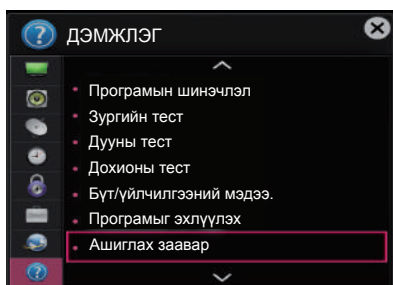 ДЭМЖЛЭГ
Програмын шинэчлэл
Зургийн тест
Дууны тест
Дохионы тест
Бүт/үйлчилгээний мэдээ.
Програмыг эхлүүлэх
Ашиглах заавар